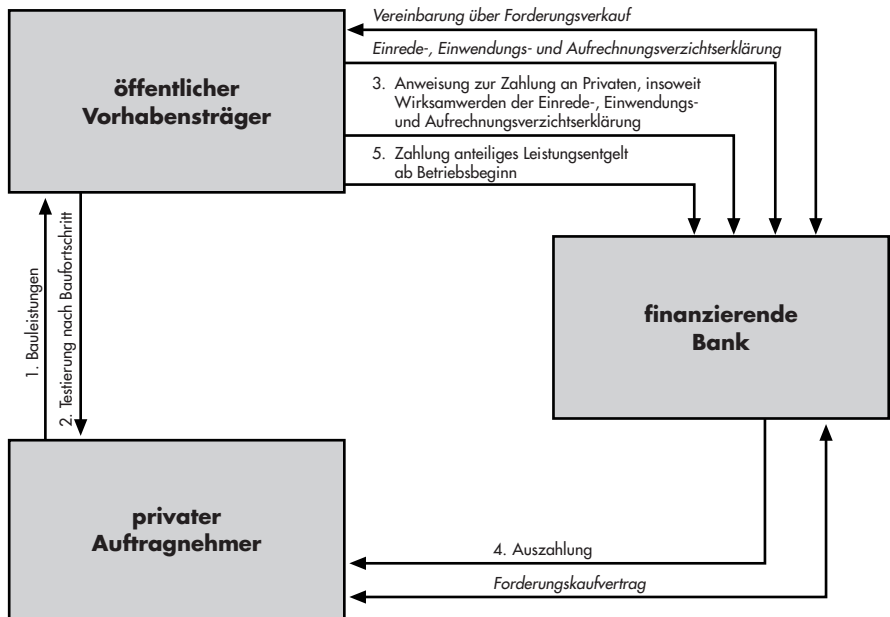 Vereinbarung über Forderungsverkauf
Einrede-, Einwendungs- und Aufrechnungsverzichtserklärung
öffentlicher
Vorhabensträger
3. Anweisung zur Zahlung an Privaten, insoweit
Wirksamwerden der Einrede-, Einwendungs-
und Aufrechnungsverzichtserklärung
5. Zahlung anteiliges Leistungsentgelt
ab Betriebsbeginn
1. Bauleistungen
2. Testierung nach Baufortschritt
finanzierende
Bank
privater
Auftragnehmer
4. Auszahlung
Forderungskaufvertrag